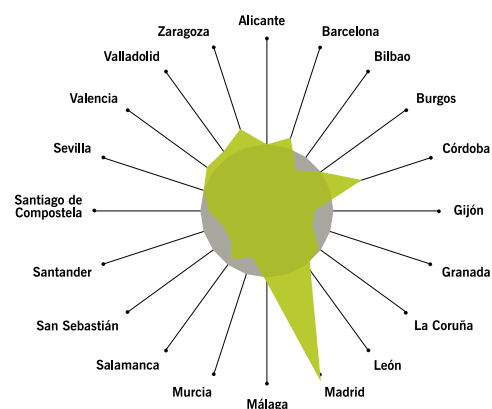 Alicante
Barcelona
Bilbao
Burgos
Córdoba
Gijón
Granada
La Coruña
León
Madrid
Málaga
Murcia
Salamanca
San Sebastián
Santander
Santiago de
Compostela
Sevilla
Valencia
Valladolid
Zaragoza